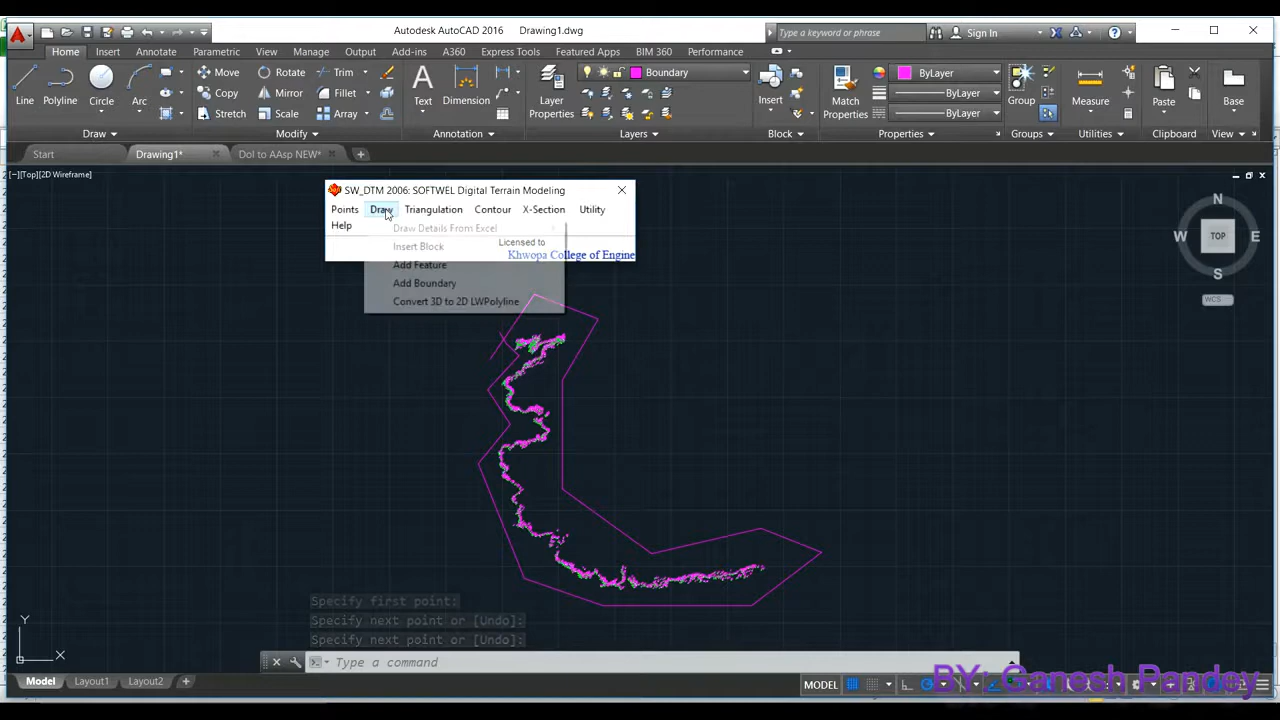 Autodesk AutoCAD 2016 Drawing1.dwg
Type a keyword or phrase
Sign In
Home Insert Annotate Parametric View Manage Output Add-ins A360 Express Tools Featured Apps BIM 360 Performance
Line Polyline Circle Arc
Move Rotate Trim
Copy Mirror Fillet
Stretch Scale Array
Text Dimension
Layer Properties
Boundary
Insert
Match Properties
ByLayer
ByLayer
ByLayer
Group
Measure
Paste
Base
Draw Modify Annotation Layers Block Properties Groups Utilities Clipboard View
Start Drawing1* Dol to AAsp NEW*
[−][Top][2D Wireframe]
SW_DTM 2006: SOFTWEL Digital Terrain Modeling
Points Draw Triangulation Contour X-Section Utility
Help
Draw Details From Excel
Insert Block
Licensed to
Khwopa College of Engine
Add Feature
Add Boundary
Convert 3D to 2D LWPolyline
N
W TOP E
S
WCS
Specify first point:
Specify next point or [Undo]:
Specify next point or [Undo]:
Y
X
Type a command
Model Layout1 Layout2
MODEL
BY: Ganesh Pandey